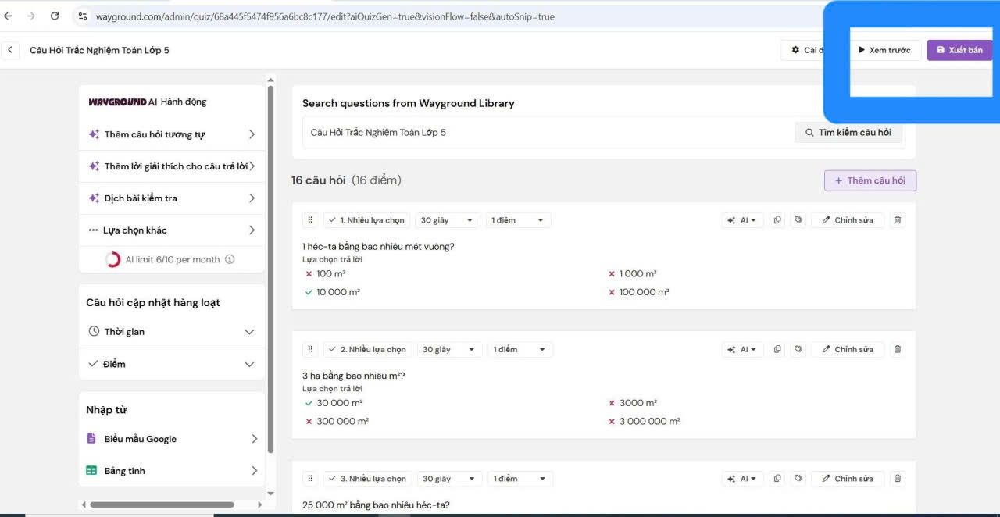 wayground.com/admin/quiz/68a445f5474f956a6bc8c177/edit?aiQuizGen=true&visionFlow=false&autoSnip=true
Câu Hỏi Trắc Nghiệm Toán Lớp 5
Cài đ
Xem trước
Xuất bản
WAYGROUND AI Hành động
Thêm câu hỏi tương tự
Thêm lời giải thích cho câu trả lời
Dịch bài kiểm tra
Lựa chọn khác
AI limit 6/10 per month
Câu hỏi cập nhật hàng loạt
Thời gian
Điểm
Nhập từ
Biểu mẫu Google
Bảng tính
Search questions from Wayground Library
Câu Hỏi Trắc Nghiệm Toán Lớp 5
Tìm kiếm câu hỏi
16 câu hỏi (16 điểm)
+ Thêm câu hỏi
1. Nhiều lựa chọn 30 giây 1 điểm AI Chỉnh sửa
1 héc-ta bằng bao nhiêu mét vuông?
Lựa chọn trả lời
100 m² 1 000 m²
10 000 m² 100 000 m²
2. Nhiều lựa chọn 30 giây 1 điểm AI Chỉnh sửa
3 ha bằng bao nhiêu m²?
Lựa chọn trả lời
30 000 m² 3000 m²
300 000 m² 3 000 000 m²
3. Nhiều lựa chọn 30 giây 1 điểm AI Chỉnh sửa
25 000 m² bằng bao nhiêu héc-ta?